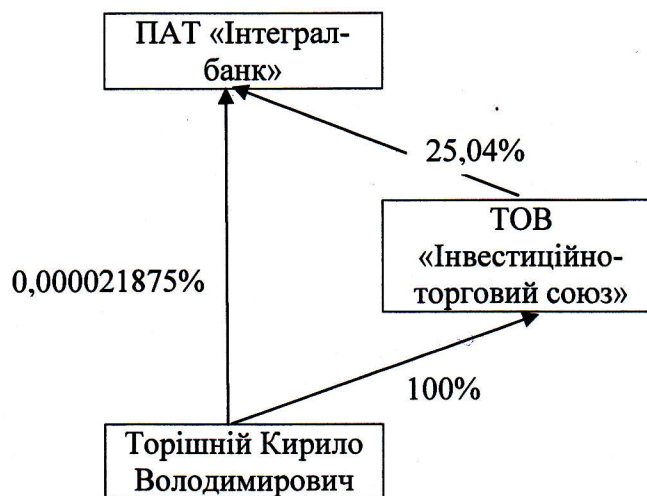 ПАТ «Інтеграл-
банк»
25,04%
ТОВ
«Інвестиційно-
торговий союз»
0,000021875%
100%
Торішній Кирило
Володимирович